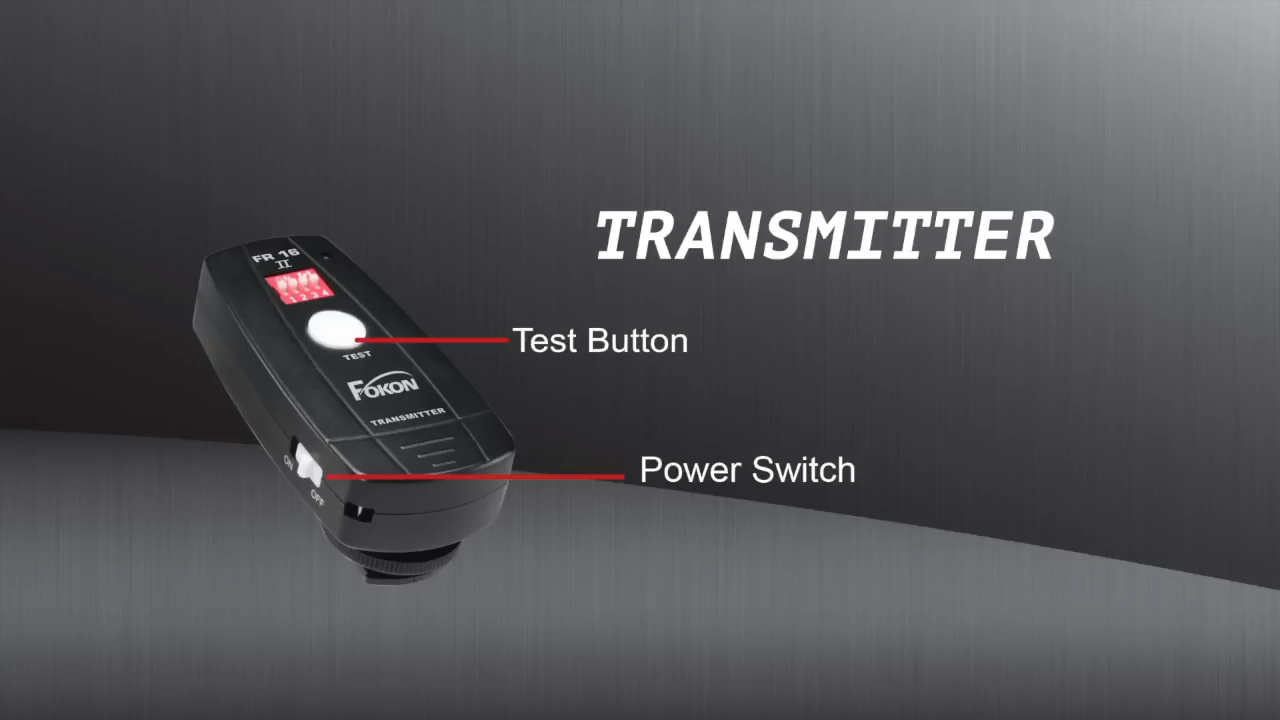 TRANSMITTER
FR 16
II
1 2 3 4
Test Button
TEST
FOKON
TRANSMITTER
ON
OFF
Power Switch